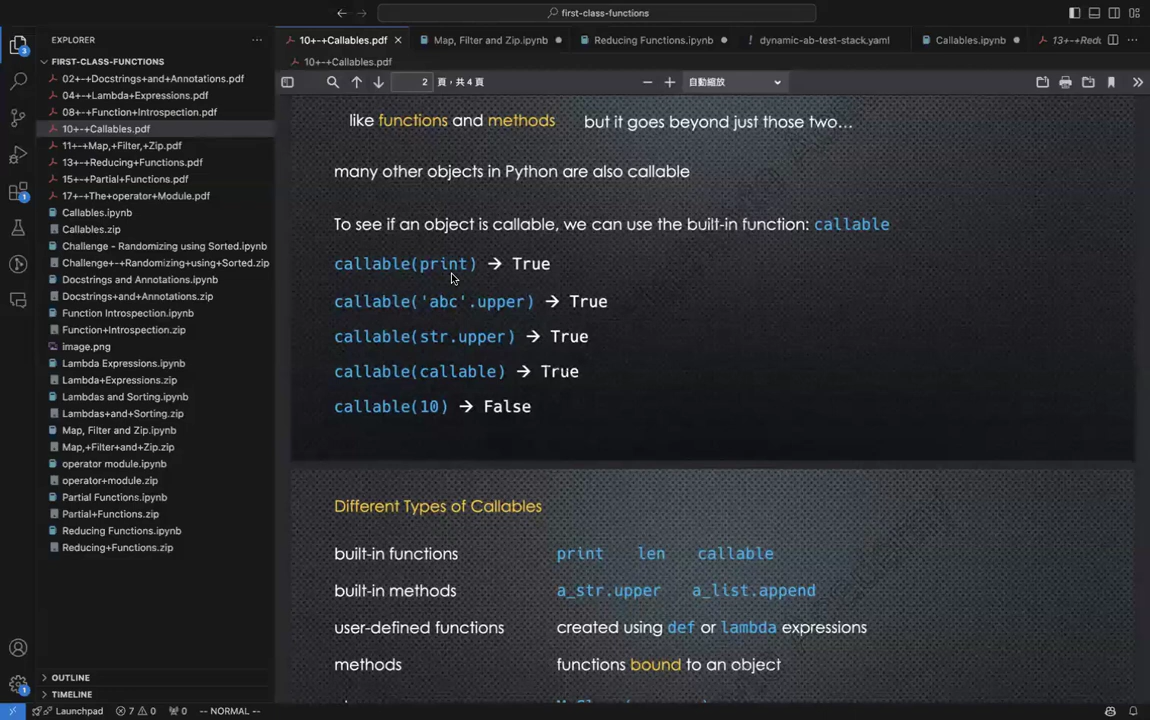 first-class-functions
EXPLORER
10+-+Callables.pdf
Map, Filter and Zip.ipynb
Reducing Functions.ipynb
dynamic-ab-test-stack.yaml
Callables.ipynb
10+-+Callables.pdf
FIRST-CLASS-FUNCTIONS
02+-+Docstrings+and+Annotations.pdf
04+-+Lambda+Expressions.pdf
08+-+Function+Introspection.pdf
10+-+Callables.pdf
11+-+Map,+Filter,+Zip.pdf
13+-+Reducing+Functions.pdf
15+-+Partial+Functions.pdf
17+-+The+operator+Module.pdf
Callables.ipynb
Callables.zip
Challenge - Randomizing using Sorted.ipynb
Challenge+-+Randomizing+using+Sorted.zip
Docstrings and Annotations.ipynb
Docstrings+and+Annotations.zip
Function Introspection.ipynb
Function+Introspection.zip
image.png
Lambda Expressions.ipynb
Lambda+Expressions.zip
Lambdas and Sorting.ipynb
Lambdas+and+Sorting.zip
Map, Filter and Zip.ipynb
Map,+Filter+and+Zip.zip
operator module.ipynb
operator+module.zip
Partial Functions.ipynb
Partial+Functions.zip
Reducing Functions.ipynb
Reducing+Functions.zip
OUTLINE
TIMELINE
2 頁，共 4 頁
自動縮放
like functions and methods but it goes beyond just those two...
many other objects in Python are also callable
To see if an object is callable, we can use the built-in function: callable
callable(print) → True
callable('abc'.upper) → True
callable(str.upper) → True
callable(callable) → True
callable(10) → False
Different Types of Callables
built-in functions print len callable
built-in methods a_str.upper a_list.append
user-defined functions created using def or lambda expressions
methods functions bound to an object
Launchpad 7 0 0 -- NORMAL --